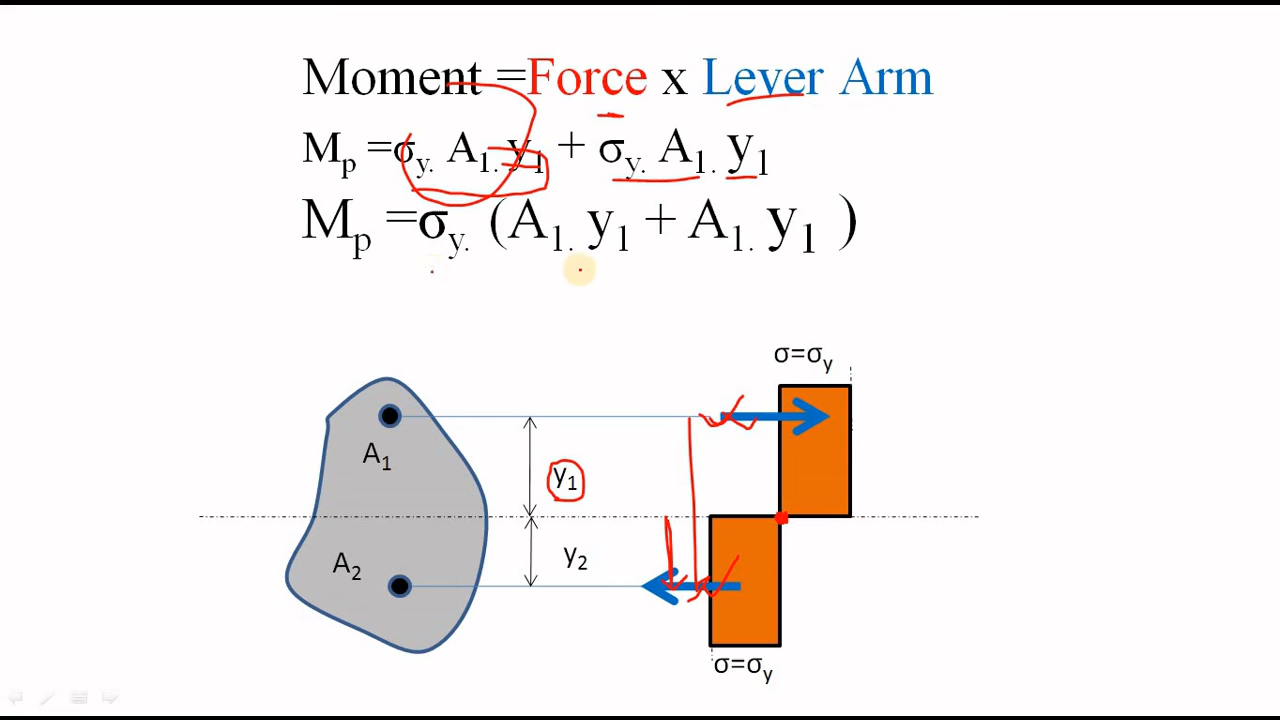 Moment =Force x Lever Arm
Mp =σy. A1. y1 + σy. A1. y1
Mp =σy. (A1. y1 + A1. y1 )
σ=σy
A1
y1
A2
y2
σ=σy